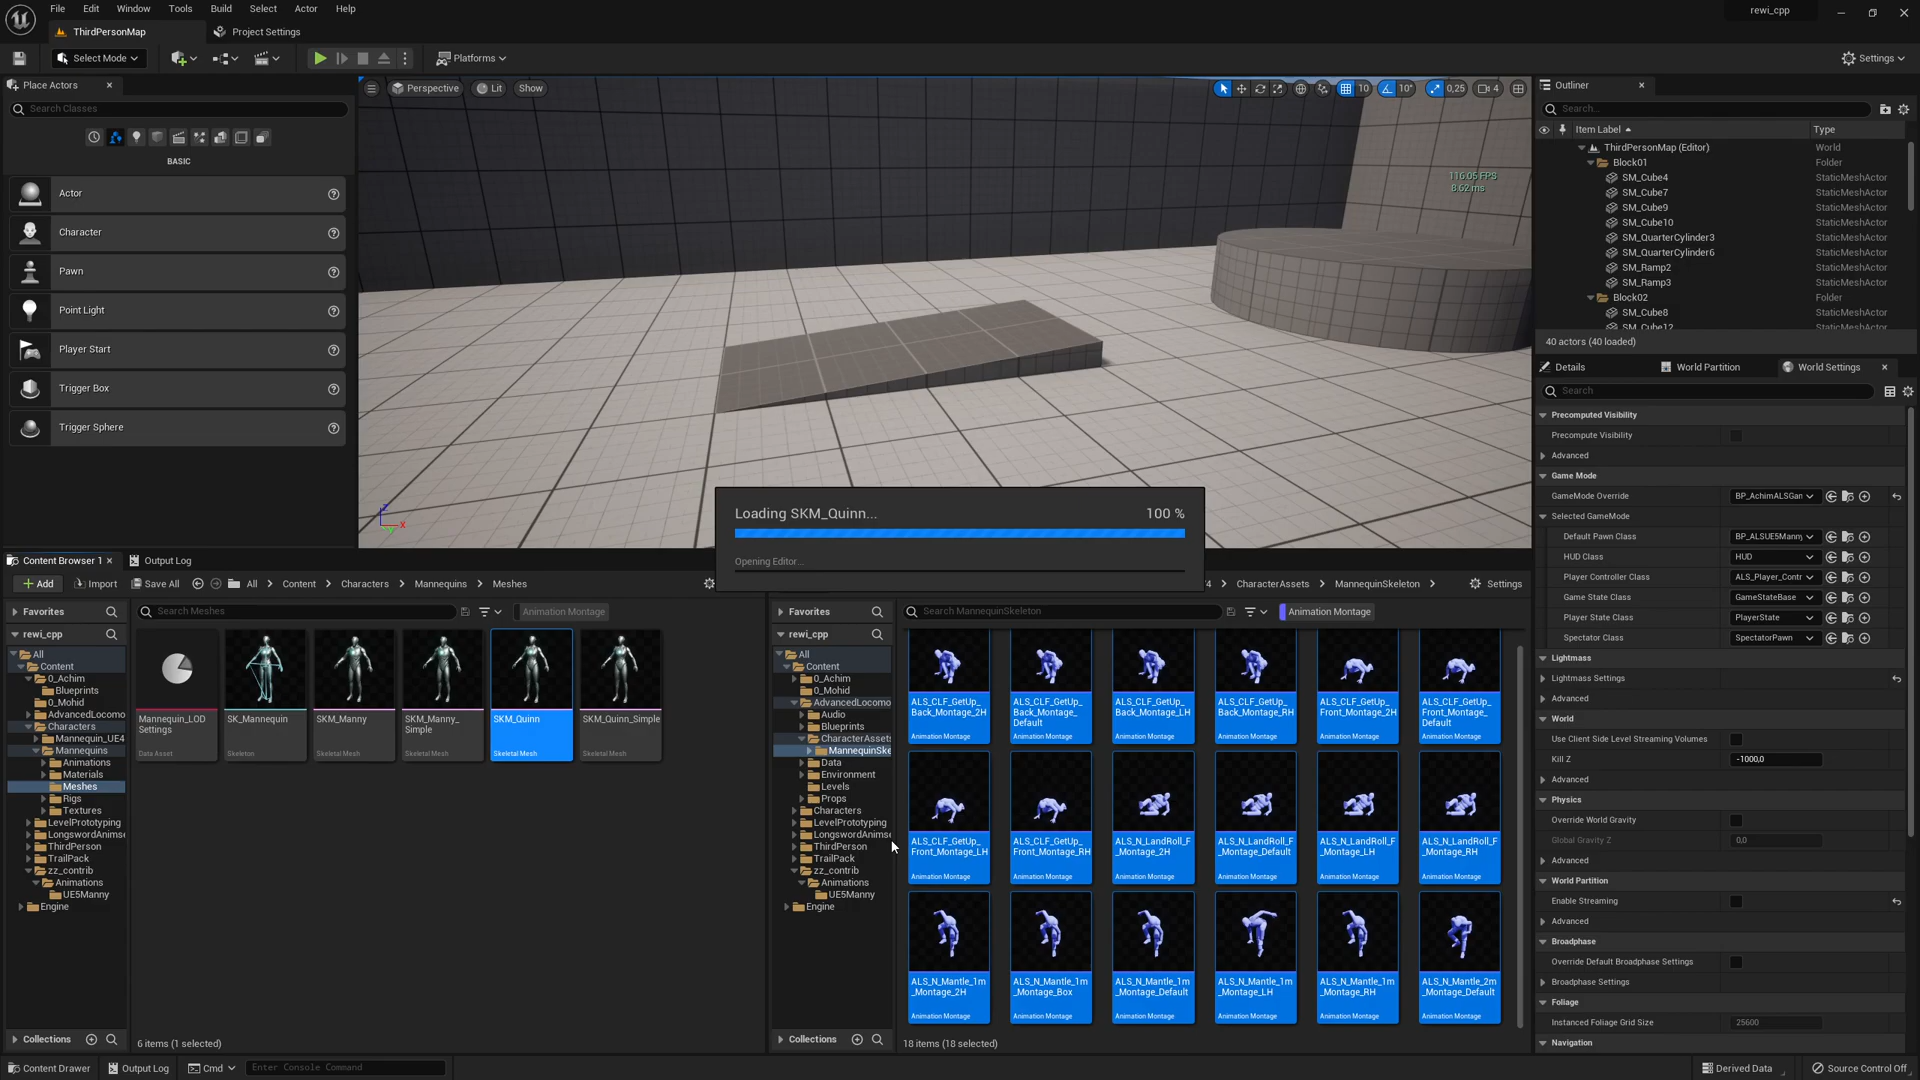 File Edit Window Tools Build Select Actor Help
rewi_cpp
ThirdPersonMap
Project Settings
Select Mode
Platforms
Settings
Place Actors
Search Classes
BASIC
Actor
Character
Pawn
Point Light
Player Start
Trigger Box
Trigger Sphere
Perspective Lit Show
10 10° 0,25 4
116.05 FPS
8.62 ms
Outliner
Search...
Item Label Type
ThirdPersonMap (Editor) World
Block01 Folder
SM_Cube4 StaticMeshActor
SM_Cube7 StaticMeshActor
SM_Cube9 StaticMeshActor
SM_Cube10 StaticMeshActor
SM_QuarterCylinder3 StaticMeshActor
SM_QuarterCylinder6 StaticMeshActor
SM_Ramp2 StaticMeshActor
SM_Ramp3 StaticMeshActor
Block02 Folder
SM_Cube8 StaticMeshActor
SM_Cube12 StaticMeshActor
40 actors (40 loaded)
Details World Partition World Settings
Search
Precomputed Visibility
Precompute Visibility
Advanced
Game Mode
GameMode Override BP_AchimALSGan
Selected GameMode
Default Pawn Class BP_ALSUE5Manny
HUD Class HUD
Player Controller Class ALS_Player_Contr
Game State Class GameStateBase
Player State Class PlayerState
Spectator Class SpectatorPawn
Lightmass
Lightmass Settings
Advanced
World
Use Client Side Level Streaming Volumes
Kill Z -1000,0
Advanced
Physics
Override World Gravity
Global Gravity Z 0,0
Advanced
World Partition
Enable Streaming
Advanced
Broadphase
Override Default Broadphase Settings
Broadphase Settings
Foliage
Instanced Foliage Grid Size 25600
Navigation
Loading SKM_Quinn... 100 %
Opening Editor...
Content Browser 1 Output Log
Add Import Save All All Content Characters Mannequins Meshes
Favorites
rewi_cpp
All
Content
0_Achim
Blueprints
0_Mohid
AdvancedLocomo
Characters
Mannequin_UE4
Mannequins
Animations
Materials
Meshes
Rigs
Textures
LevelPrototyping
LongswordAnims
ThirdPerson
TrailPack
zz_contrib
Animations
UE5Manny
Engine
Collections
Search Meshes
Animation Montage
Mannequin_LOD
Settings
Data Asset
SK_Mannequin
Skeleton
SKM_Manny
Skeletal Mesh
SKM_Manny_
Simple
Skeletal Mesh
SKM_Quinn
Skeletal Mesh
SKM_Quinn_Simple
Skeletal Mesh
6 items (1 selected)
4 CharacterAssets MannequinSkeleton
Settings
Favorites
rewi_cpp
All
Content
0_Achim
0_Mohid
AdvancedLocomo
Audio
Blueprints
CharacterAssets
MannequinSke
Data
Environment
Levels
Props
Characters
LevelPrototyping
LongswordAnims
ThirdPerson
TrailPack
zz_contrib
Animations
UE5Manny
Engine
Collections
Search MannequinSkeleton
Animation Montage
ALS_CLF_GetUp_
Back_Montage_2H
Animation Montage
ALS_CLF_GetUp_
Back_Montage_
Default
Animation Montage
ALS_CLF_GetUp_
Back_Montage_LH
Animation Montage
ALS_CLF_GetUp_
Back_Montage_RH
Animation Montage
ALS_CLF_GetUp_
Front_Montage_2H
Animation Montage
ALS_CLF_GetUp_
Front_Montage_
Default
Animation Montage
ALS_CLF_GetUp_
Front_Montage_LH
Animation Montage
ALS_CLF_GetUp_
Front_Montage_RH
Animation Montage
ALS_N_LandRoll_F
_Montage_2H
Animation Montage
ALS_N_LandRoll_F
_Montage_Default
Animation Montage
ALS_N_LandRoll_F
_Montage_LH
Animation Montage
ALS_N_LandRoll_F
_Montage_RH
Animation Montage
ALS_N_Mantle_1m
_Montage_2H
Animation Montage
ALS_N_Mantle_1m
_Montage_Box
Animation Montage
ALS_N_Mantle_1m
_Montage_Default
Animation Montage
ALS_N_Mantle_1m
_Montage_LH
Animation Montage
ALS_N_Mantle_1m
_Montage_RH
Animation Montage
ALS_N_Mantle_2m
_Montage_Default
Animation Montage
18 items (18 selected)
Content Drawer Output Log Cmd Enter Console Command
Derived Data Source Control Off